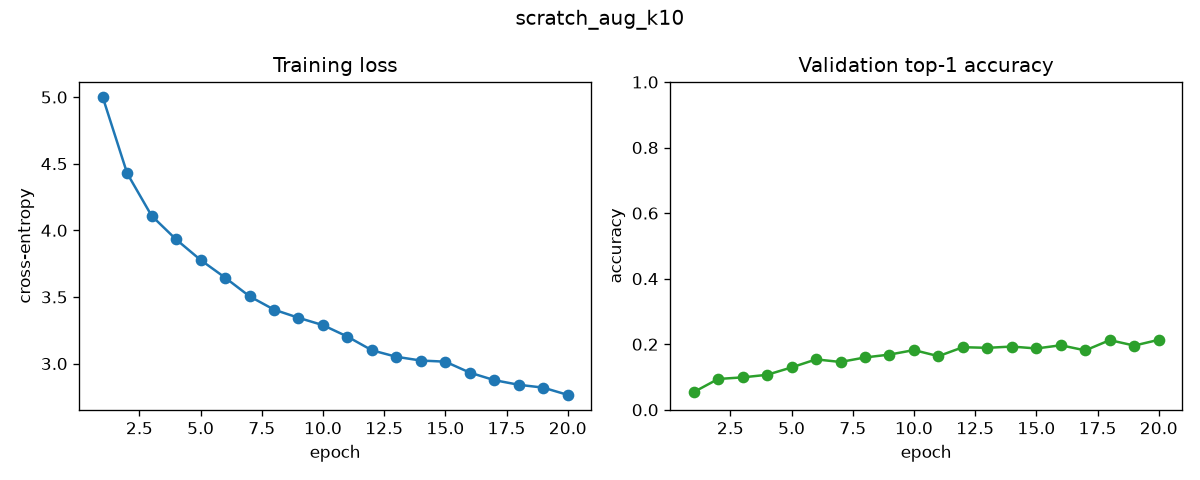 scratch_aug_k10
Training loss
cross-entropy
5.0
4.5
4.0
3.5
3.0
2.5 5.0 7.5 10.0 12.5 15.0 17.5 20.0
epoch
Validation top-1 accuracy
accuracy
1.0
0.8
0.6
0.4
0.2
0.0
2.5 5.0 7.5 10.0 12.5 15.0 17.5 20.0
epoch